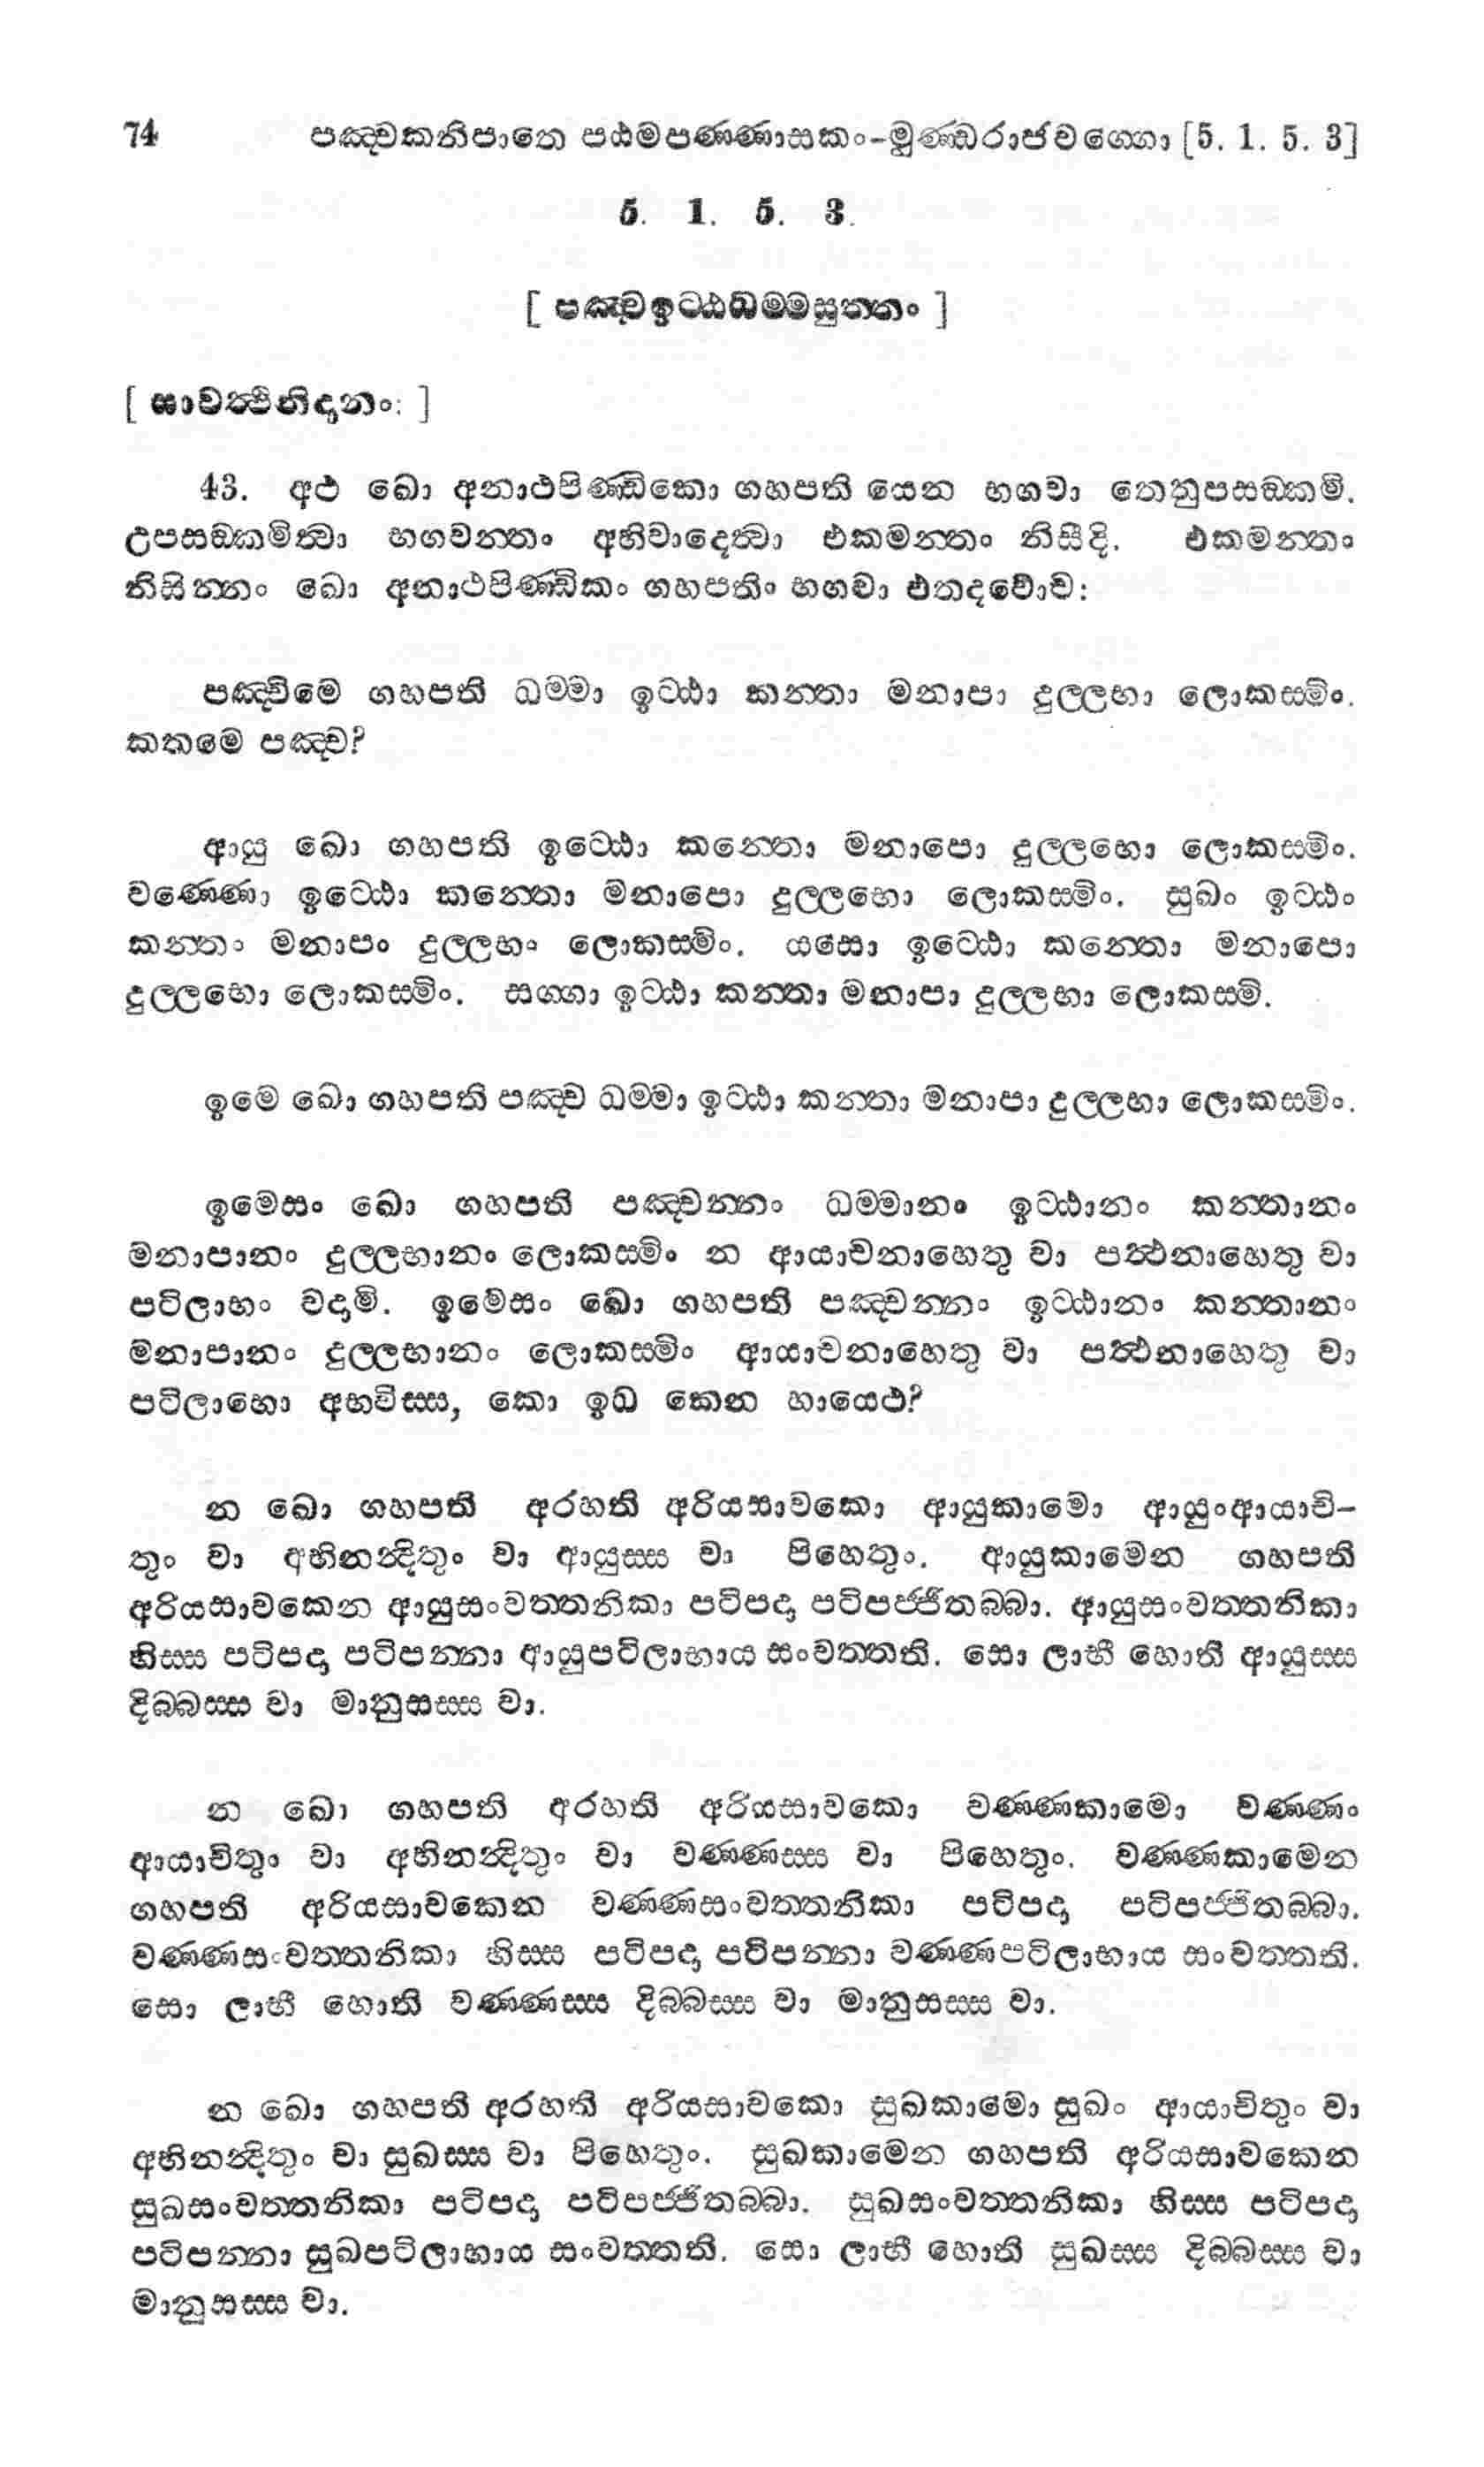 74 පඤ්චකනිපාතෙ පඨමපණ්ණාසකං-මුණ්ඩරාජවග්ගො [5. 1. 5. 3]
5. 1. 5. 3.
[ පඤ්චඉට්ඨධම්මසුත්තං ]
[ සාවත්ථිනිදානං: ]
43. අථ ඛො අනාථපිණ්ඩිකො ගහපති යෙන භගවා තෙනුපසඞ්කමි.
උපසඞ්කමිත්වා භගවන්තං අභිවාදෙත්වා එකමන්තං නිසීදි. එකමන්තං
නිසින්නං ඛො අනාථපිණ්ඩිකං ගහපතිං භගවා එතදවොච:
පඤ්චිමෙ ගහපති ධම්මා ඉට්ඨා කන්තා මනාපා දුල්ලභා ලොකස්මිං.
කතමෙ පඤ්ච?
ආයු ඛො ගහපති ඉට්ඨො කන්තො මනාපො දුල්ලභො ලොකස්මිං.
වණ්ණො ඉට්ඨො කන්තො මනාපො දුල්ලභො ලොකස්මිං. සුඛං ඉට්ඨං
කන්තං මනාපං දුල්ලභං ලොකස්මිං. යසො ඉට්ඨො කන්තො මනාපො
දුල්ලභො ලොකස්මිං. සග්ගා ඉට්ඨා කන්තා මනාපා දුල්ලභා ලොකස්මි.
ඉමෙ ඛො ගහපති පඤ්ච ධම්මා ඉට්ඨා කන්තා මනාපා දුල්ලභා ලොකස්මිං.
ඉමෙසං ඛො ගහපති පඤ්චන්නං ධම්මානං ඉට්ඨානං කන්තානං
මනාපානං දුල්ලභානං ලොකස්මිං න ආයාචනාහෙතු වා පත්ථනාහෙතු වා
පටිලාභං වදාමි. ඉමෙසං ඛො ගහපති පඤ්චන්නං ඉට්ඨානං කන්තානං
මනාපානං දුල්ලභානං ලොකස්මිං ආයාචනාහෙතු වා පත්ථනාහෙතු වා
පටිලාභො අභවිස්ස, කො ඉධ කෙන හායෙථ?
න ඛො ගහපති අරහති අරියසාවකො ආයුකාමො ආයුංආයාචි-
තුං වා අභිනන්දිතුං වා ආයුස්ස වා පිහෙතුං. ආයුකාමෙන ගහපති
අරියසාවකෙන ආයුසංවත්තනිකා පටිපදා පටිපජ්ජිතබ්බා. ආයුසංවත්තනිකා
හිස්ස පටිපදා පටිපන්නා ආයුපටිලාභාය සංවත්තති. සො ලාභී හොති ආයුස්ස
දිබ්බස්ස වා මානුසස්ස වා.
න ඛො ගහපති අරහති අරියසාවකො වණ්ණකාමො වණ්ණං
ආයාචිතුං වා අභිනන්දිතුං වා වණ්ණස්ස වා පිහෙතුං. වණ්ණකාමෙන
ගහපති අරියසාවකෙන වණ්ණසංවත්තනිකා පටිපදා පටිපජ්ජිතබ්බා.
වණ්ණසංවත්තනිකා හිස්ස පටිපදා පටිපන්නා වණ්ණපටිලාභාය සංවත්තති.
සො ලාභී හොති වණ්ණස්ස දිබ්බස්ස වා මානුසස්ස වා.
න ඛො ගහපති අරහති අරියසාවකො සුඛකාමො සුඛං ආයාචිතුං වා
අභිනන්දිතුං වා සුඛස්ස වා පිහෙතුං. සුඛකාමෙන ගහපති අරියසාවකෙන
සුඛසංවත්තනිකා පටිපදා පටිපජ්ජිතබ්බා. සුඛසංවත්තනිකා හිස්ස පටිපදා
පටිපන්නා සුඛපටිලාභාය සංවත්තති. සො ලාභී හොති සුඛස්ස දිබ්බස්ස වා
මානුසස්ස වා.